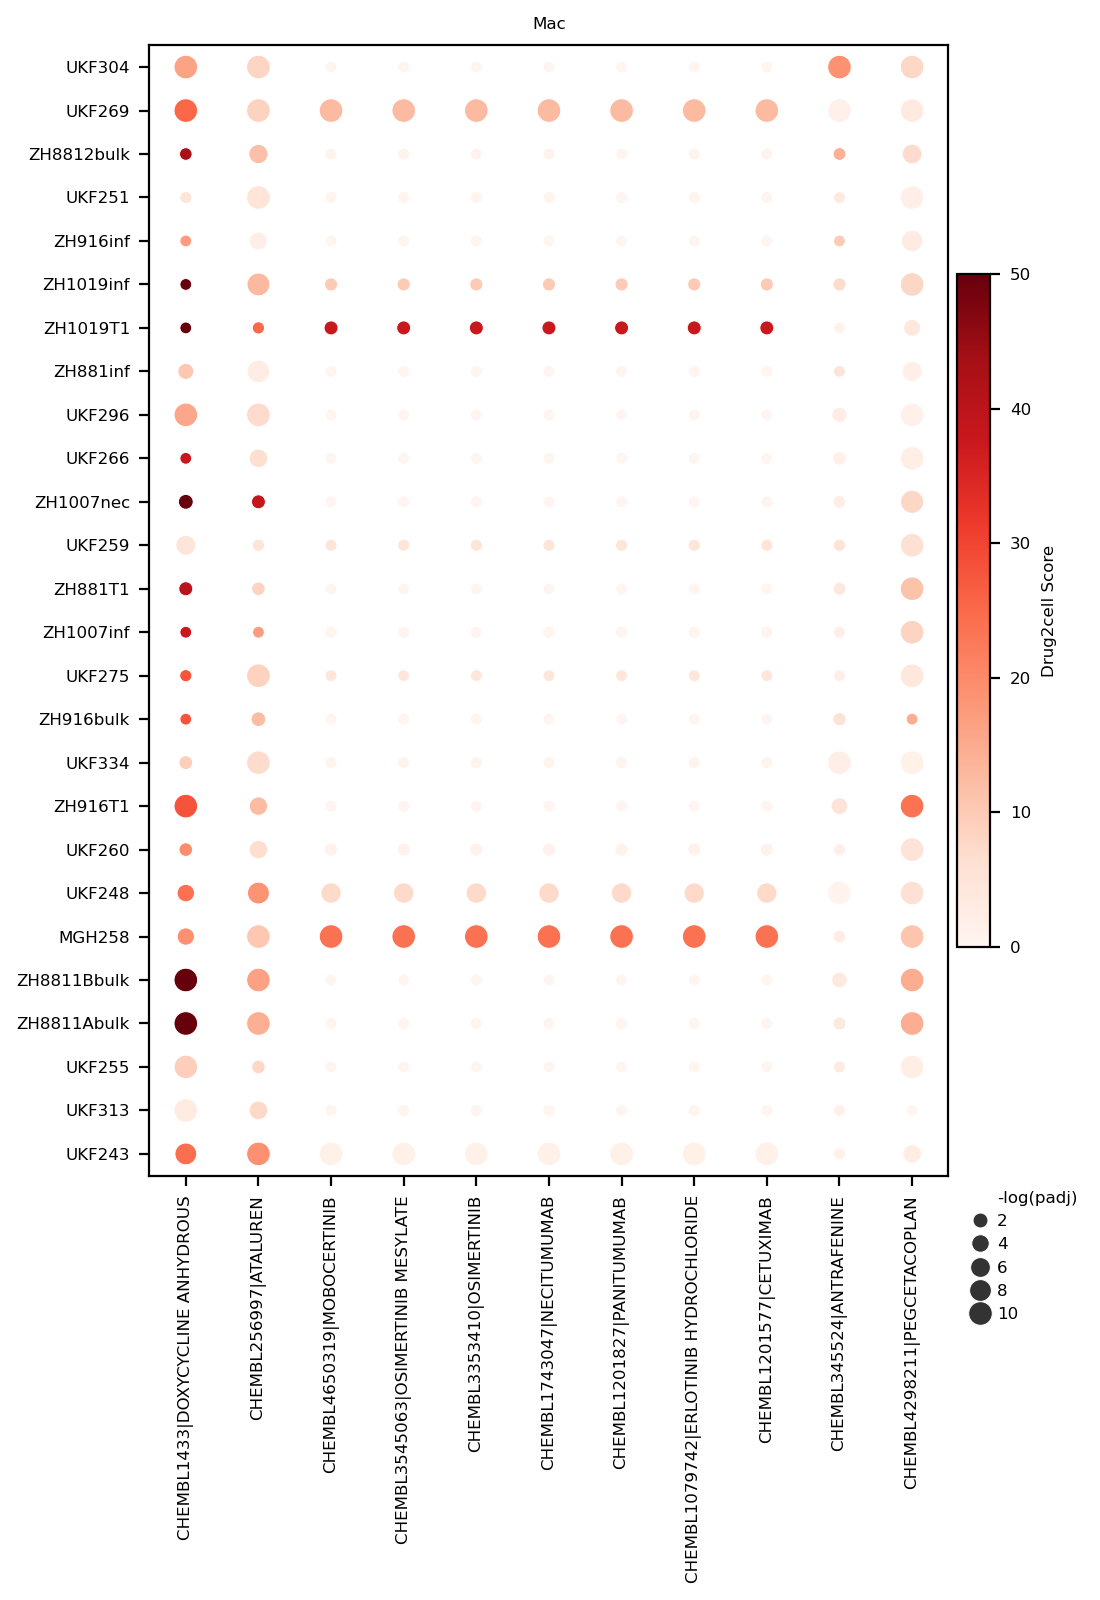 Mac
UKF304
UKF269
ZH8812bulk
UKF251
ZH916inf
ZH1019inf
ZH1019T1
ZH881inf
UKF296
UKF266
ZH1007nec
UKF259
ZH881T1
ZH1007inf
UKF275
ZH916bulk
UKF334
ZH916T1
UKF260
UKF248
MGH258
ZH8811Bbulk
ZH8811Abulk
UKF255
UKF313
UKF243
CHEMBL1433|DOXYCYCLINE ANHYDROUS
CHEMBL256997|ATALUREN
CHEMBL4650319|MOBOCERTINIB
CHEMBL3545063|OSIMERTINIB MESYLATE
CHEMBL3353410|OSIMERTINIB
CHEMBL1743047|NECITUMUMAB
CHEMBL1201827|PANITUMUMAB
CHEMBL1079742|ERLOTINIB HYDROCHLORIDE
CHEMBL1201577|CETUXIMAB
CHEMBL345524|ANTRAFENINE
CHEMBL4298211|PEGCETACOPLAN
50
40
30
20
10
0
Drug2cell Score
-log(padj)
2
4
6
8
10